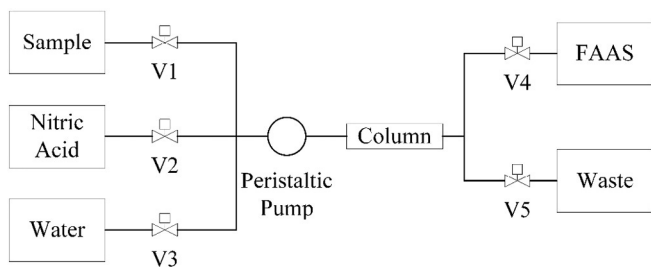 Sample
V1
Nitric
Acid
V2
Water
V3
Peristaltic
Pump
Column
V4
FAAS
V5
Waste